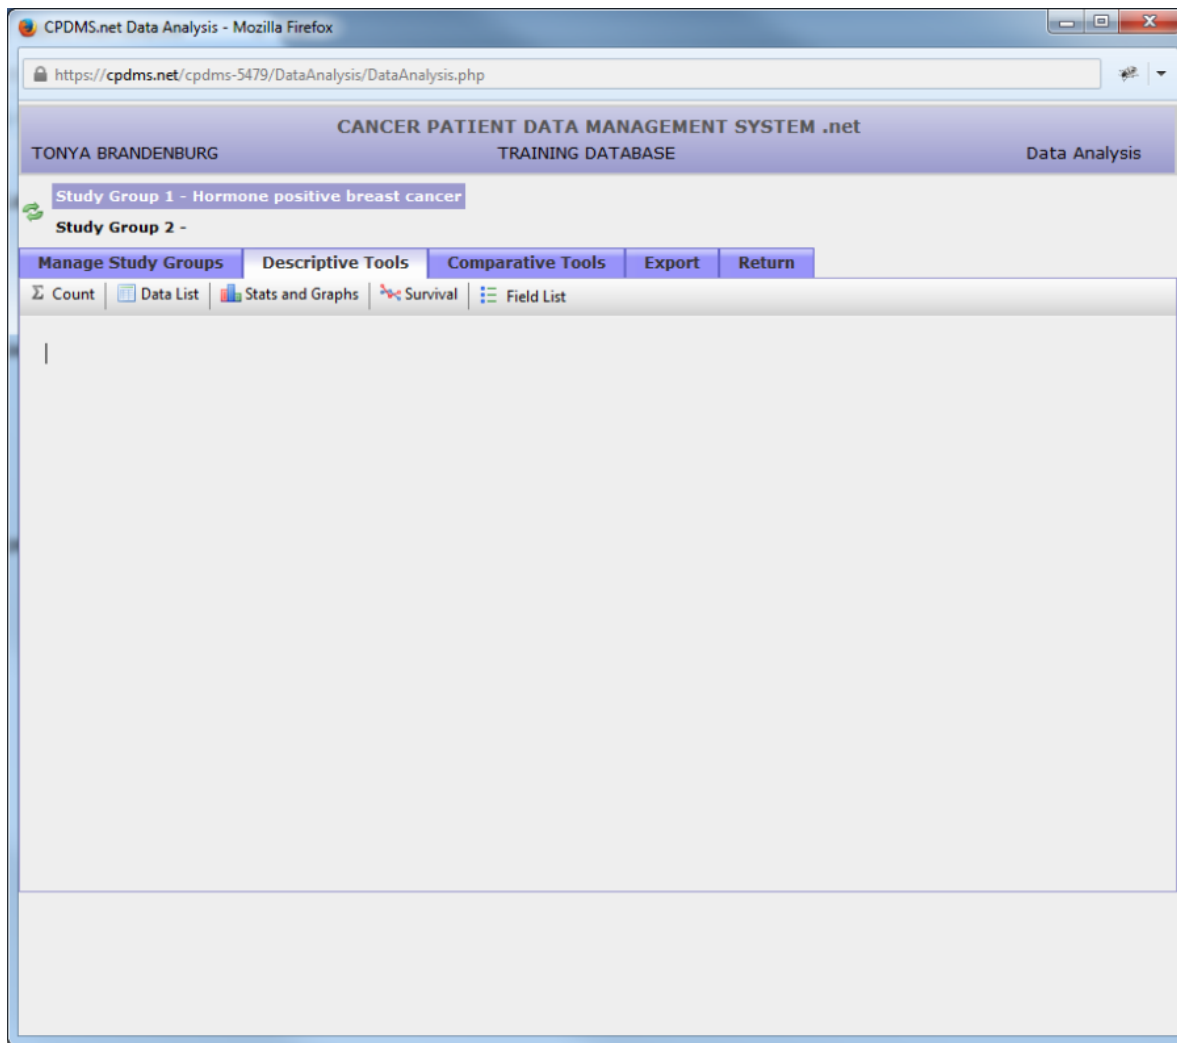 CPDMS.net Data Analysis - Mozilla Firefox
https://cpdms.net/cpdms-5479/DataAnalysis/DataAnalysis.php
CANCER PATIENT DATA MANAGEMENT SYSTEM .net
TONYA BRANDENBURG TRAINING DATABASE Data Analysis
Study Group 1 - Hormone positive breast cancer
Study Group 2 -
Manage Study Groups Descriptive Tools Comparative Tools Export Return
Σ Count Data List Stats and Graphs Survival Field List